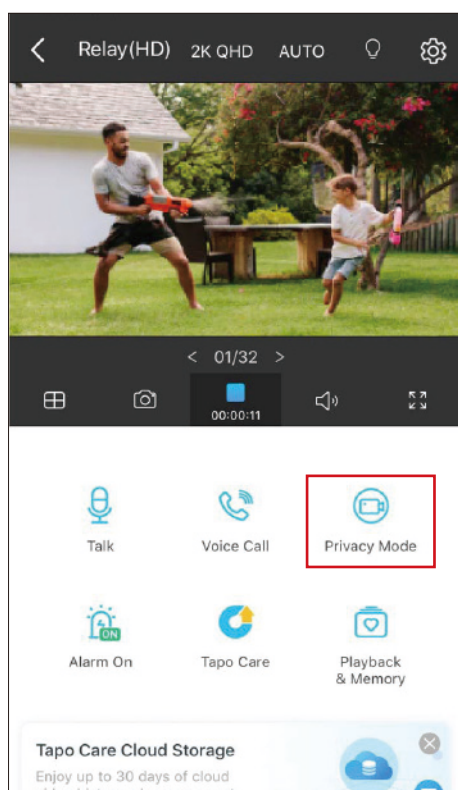 Relay(HD) 2K QHD AUTO
< 01/32 >
00:00:11
Talk Voice Call Privacy Mode
ON
Alarm On Tapo Care Playback
& Memory
Tapo Care Cloud Storage
Enjoy up to 30 days of cloud